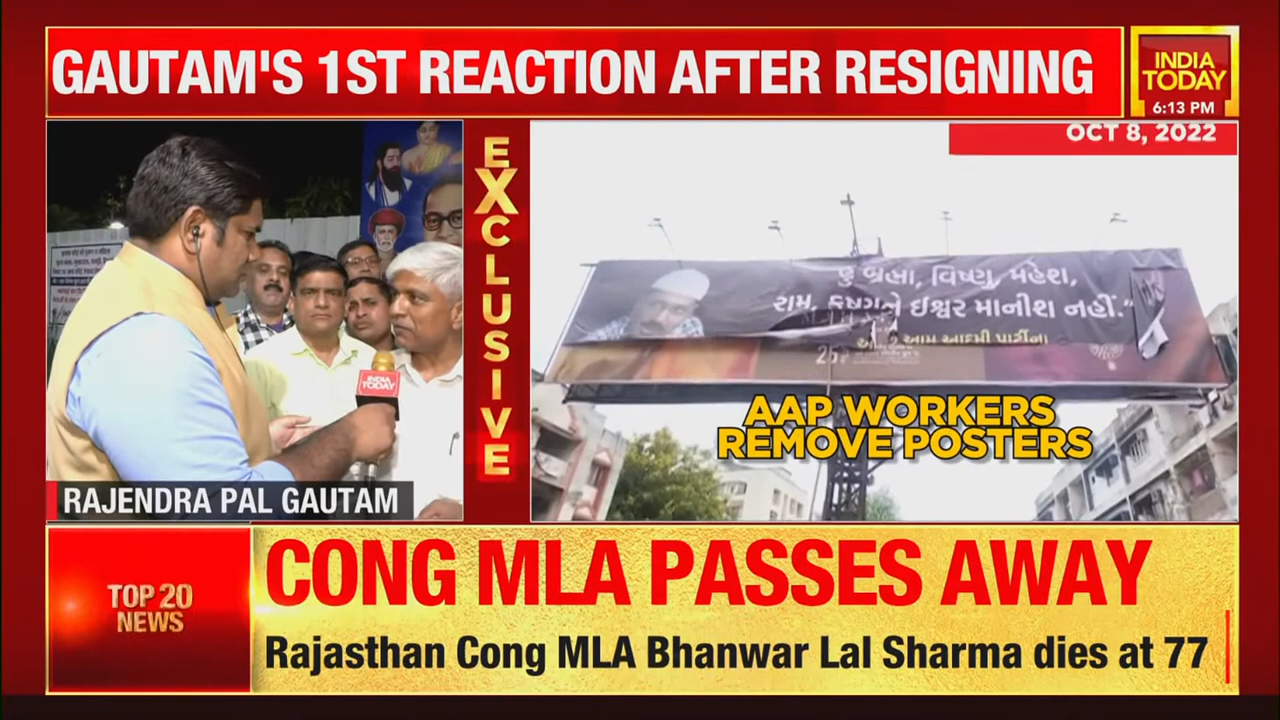 GAUTAM'S 1ST REACTION AFTER RESIGNING
INDIA
TODAY
6:13 PM
EXCLUSIVE
INDIA
TODAY
RAJENDRA PAL GAUTAM
OCT 8, 2022
હું બ્રહ્મા, વિષ્ણુ, મહેશ,
રામ, કૃષ્ણને ઈશ્વર માનીશ નહીં."
આમ આદમી પાર્ટીના
AAP WORKERS
REMOVE POSTERS
TOP 20
NEWS
CONG MLA PASSES AWAY
Rajasthan Cong MLA Bhanwar Lal Sharma dies at 77